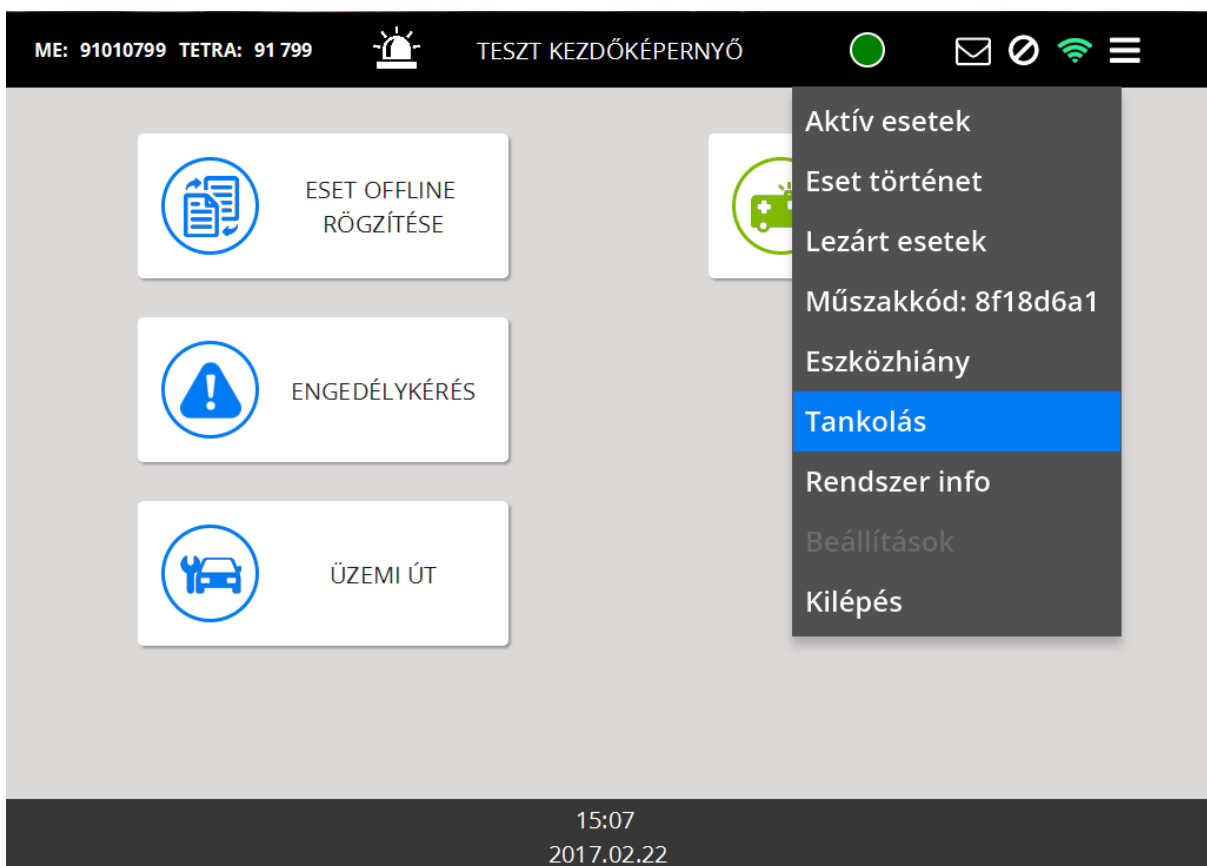 ME: 91010799 TETRA: 91 799
TESZT KEZDŐKÉPERNYŐ
ESET OFFLINE
RÖGZÍTÉSE
ENGEDÉLYKÉRÉS
ÜZEMI ÚT
Aktív esetek
Eset történet
Lezárt esetek
Műszakkód: 8f18d6a1
Eszközhiány
Tankolás
Rendszer info
Beállítások
Kilépés
15:07
2017.02.22